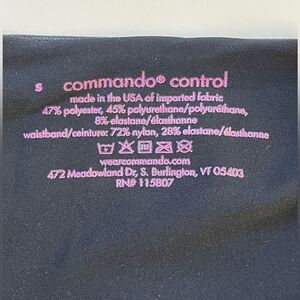 S commando® control
made in the USA of imported fabric
47% polyester, 45% polyurethane/polyuréthane,
8% elastane/élasthanne
waistband/ceinture: 72% nylon, 28% elastane/élasthanne
wearcommando.com
472 Meadowland Dr, S. Burlington, VT 05403
RN# 115807